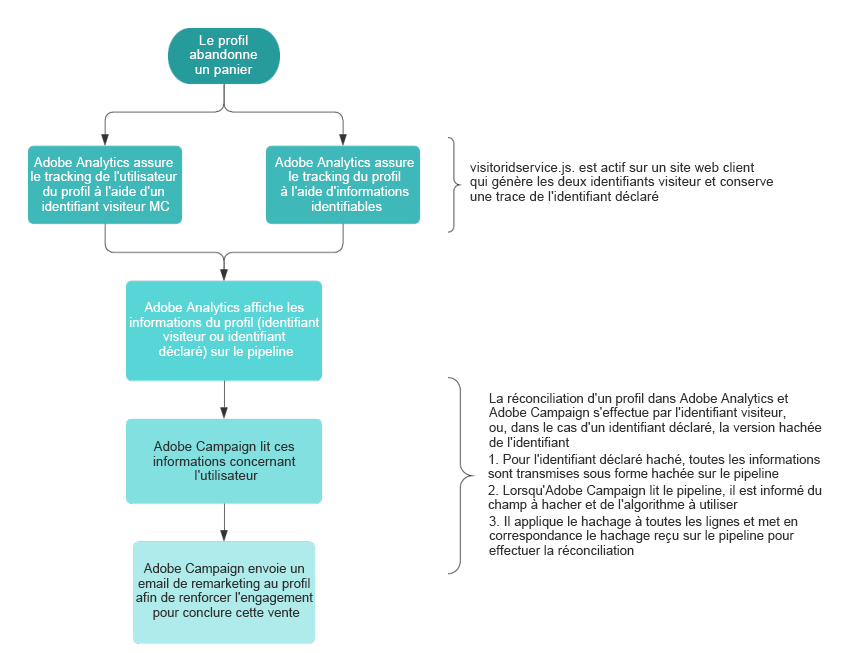 Le profil
abandonne
un panier
Adobe Analytics assure
le tracking de l'utilisateur
du profil à l'aide d'un
identifiant visiteur MC
Adobe Analytics assure
le tracking du profil
à l'aide d'informations
identifiables
visitoridservice.js. est actif sur un site web client
qui génère les deux identifiants visiteur et conserve
une trace de l'identifiant déclaré
Adobe Analytics affiche les
informations du profil (identifiant
visiteur ou identifiant
déclaré) sur le pipeline
Adobe Campaign lit ces
informations concernant
l'utilisateur
La réconciliation d'un profil dans Adobe Analytics et
Adobe Campaign s'effectue par l'identifiant visiteur,
ou, dans le cas d'un identifiant déclaré, la version hachée
de l'identifiant
1. Pour l'identifiant déclaré haché, toutes les informations
sont transmises sous forme hachée sur le pipeline
2. Lorsqu'Adobe Campaign lit le pipeline, il est informé du
champ à hacher et de l'algorithme à utiliser
3. Il applique le hachage à toutes les lignes et met en
correspondance le hachage reçu sur le pipeline pour
effectuer la réconciliation
Adobe Campaign envoie un
email de remarketing au profil
afin de renforcer l'engagement
pour conclure cette vente